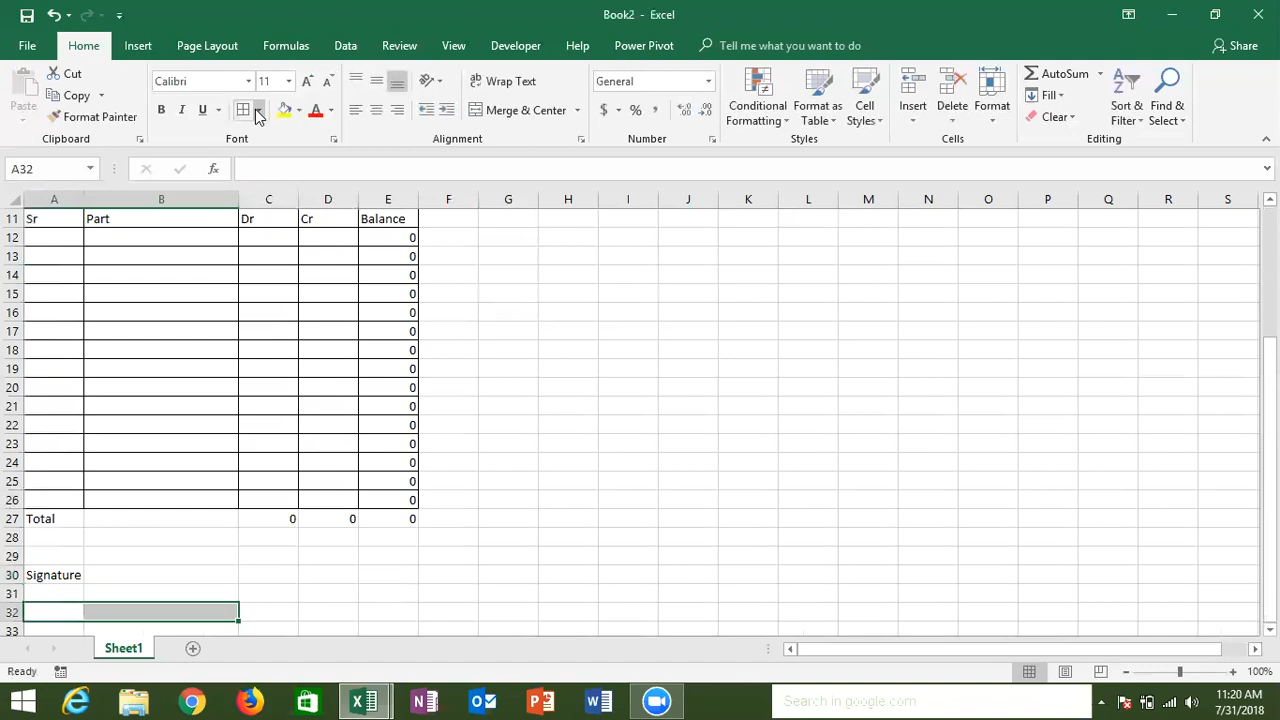 Book2 - Excel
File Home Insert Page Layout Formulas Data Review View Developer Help Power Pivot Tell me what you want to do Share
Paste Cut Copy Format Painter Clipboard
Calibri 11 B I U A Font
Wrap Text Merge & Center Alignment
General $ % , Number
Conditional Formatting Format as Table Cell Styles Styles
Insert Delete Format Cells
AutoSum Fill Clear Sort & Filter Find & Select Editing
A32 fx
A B C D E F G H I J K L M N O P Q R S
11 Sr Part Dr Cr Balance
12 0
13 0
14 0
15 0
16 0
17 0
18 0
19 0
20 0
21 0
22 0
23 0
24 0
25 0
26 0
27 Total 0 0 0
28
29
30 Signature
31
32
33
Sheet1
Ready 100%
Search in google.com 11:20 AM
7/31/2018